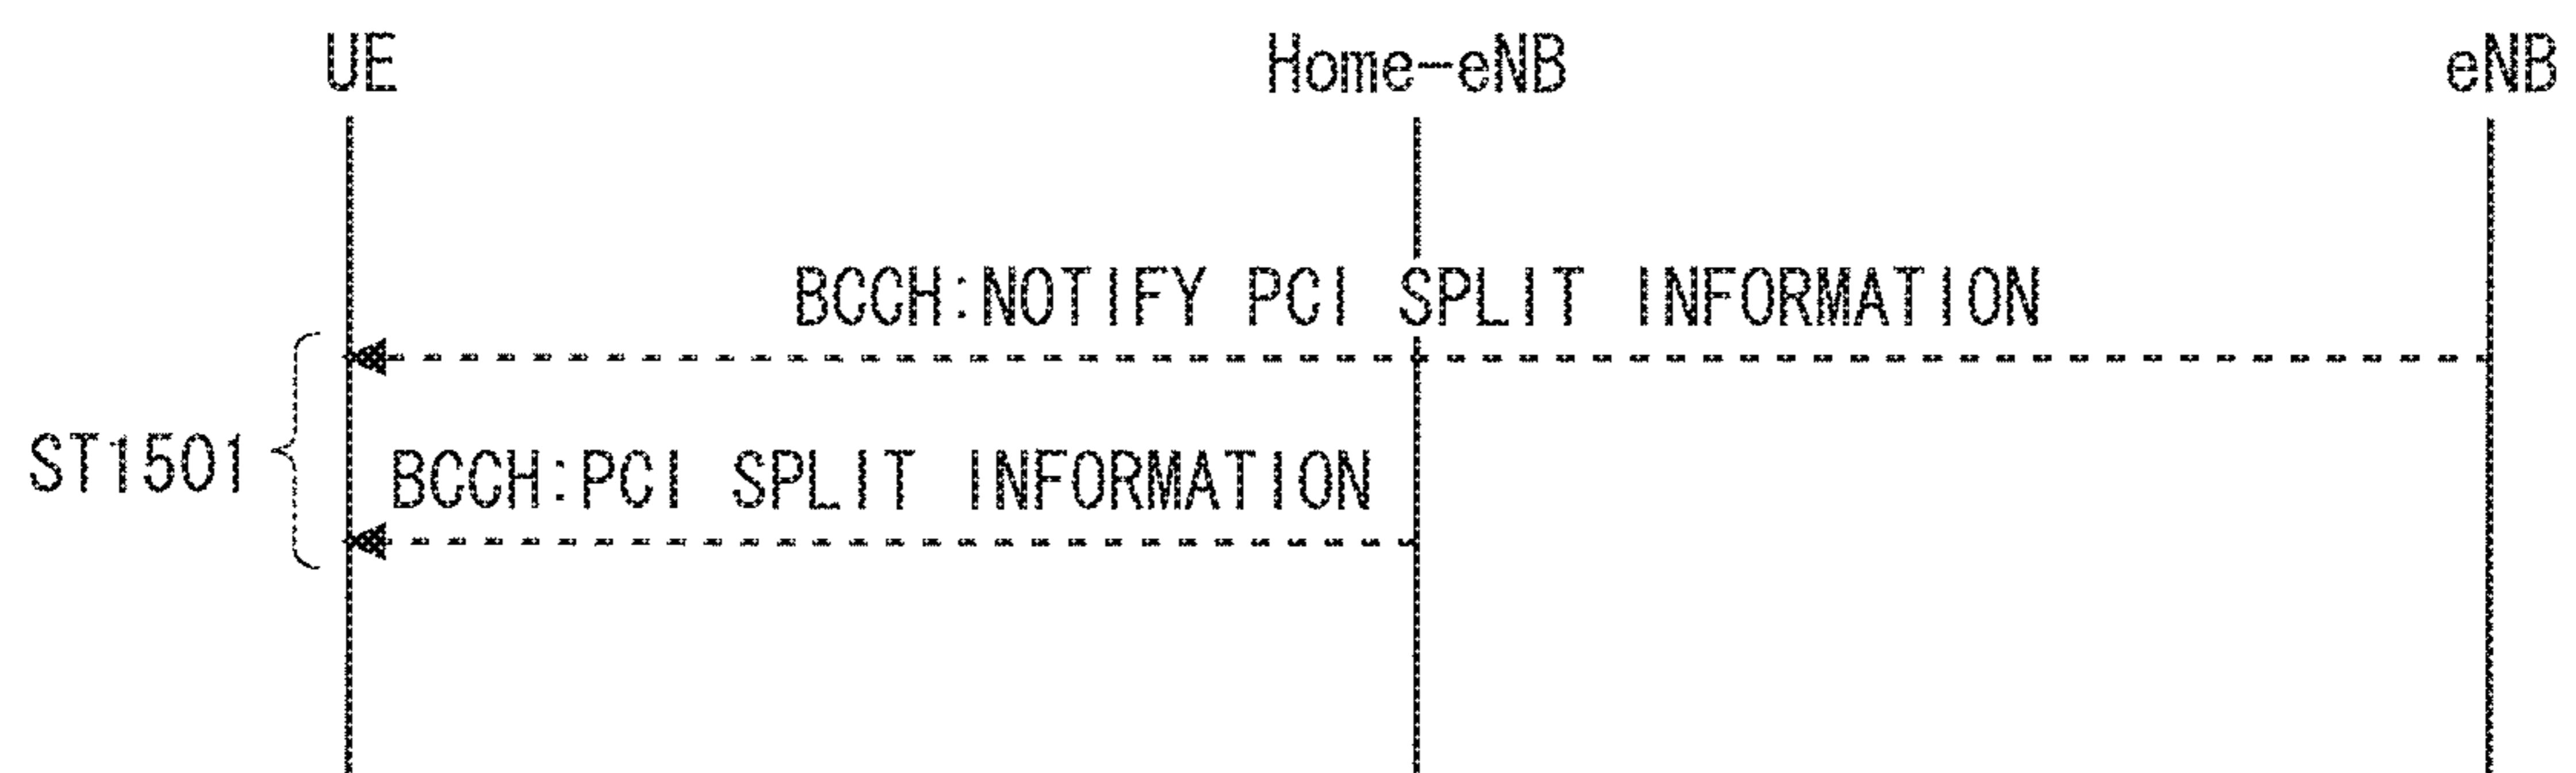 UE Home-eNB eNB
BCCH:NOTIFY PCI SPLIT INFORMATION
ST1501
BCCH:PCI SPLIT INFORMATION